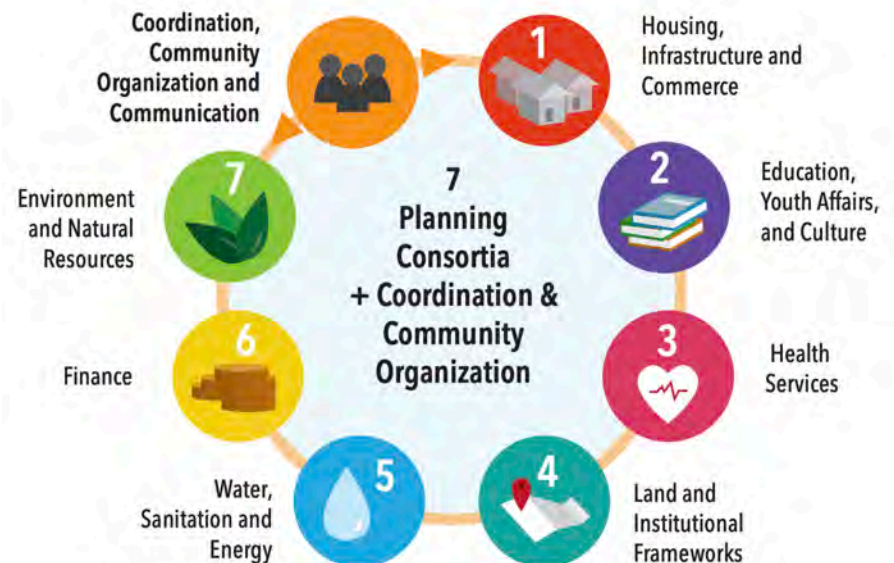 Coordination,
Community
Organization and
Communication
1
Housing,
Infrastructure and
Commerce
2
Education,
Youth Affairs,
and Culture
3
Health
Services
4
Land and
Institutional
Frameworks
5
Water,
Sanitation and
Energy
6
Finance
7
Environment
and Natural
Resources
7
Planning
Consortia
+ Coordination &
Community
Organization